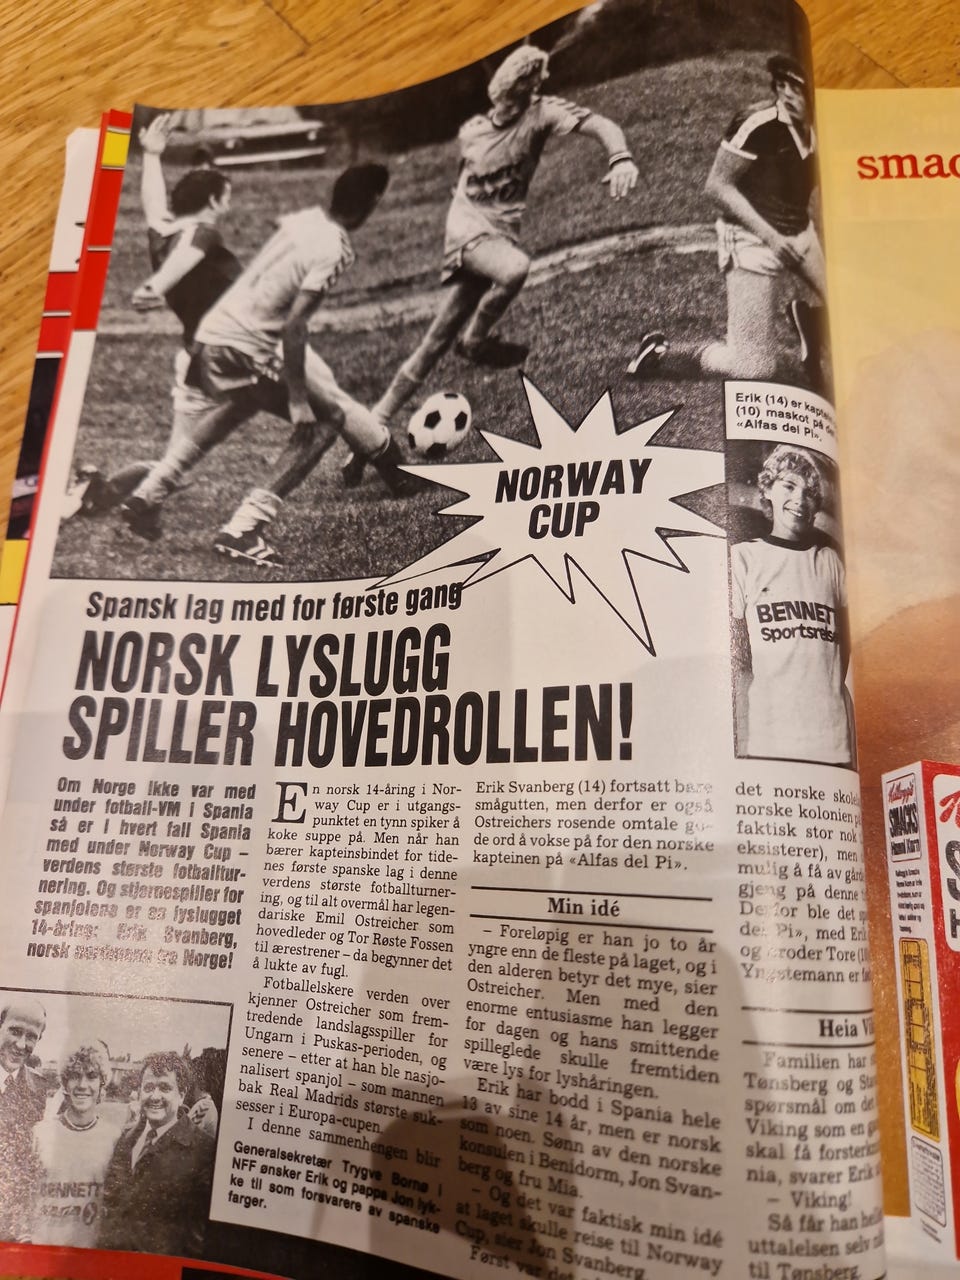 smac
Erik (14) er kapte
(10) maskot på de
«Alfas del Pi».
NORWAY
CUP
BENNETT
Sportsreise
Spansk lag med for første gang
NORSK LYSLUGG
SPILLER HOVEDROLLEN!
Om Norge ikke var med
under fotball-VM i Spania
så er i hvert fall Spania
med under Norway Cup –
verdens største fotballtur-
nering. Og stjernespiller for
spanjolene er en lyslugget
14-åring: Erik Svanberg,
norsk fra Norge!
En norsk 14-åring i Nor-
way Cup er i utgangs-
punktet en tynn spiker å
koke suppe på. Men når han
bærer kapteinsbindet for tide-
nes første spanske lag i denne
verdens største fotballturner-
ing, og til alt overmål har legen-
dariske Emil Ostreicher som
hovedleder og Tor Røste Fossen
til ærestrener – da begynner det
å lukte av fugl.
Fotballelskere verden over
kjenner Ostreicher som frem-
tredende landslagsspiller for
Ungarn i Puskas-perioden, og
senere – etter at han ble nasjo-
nalisert spanjol – som mannen
bak Real Madrids største suk-
sesser i Europa-cupen.
I denne sammenhengen blir
Erik Svanberg (14) fortsatt bare
smågutten, men derfor er også
Ostreichers rosende omtale go-
de ord å vokse på for den norske
kapteinen på «Alfas del Pi».
Min idé
– Foreløpig er han jo to år
yngre enn de fleste på laget, og i
den alderen betyr det mye, sier
Ostreicher. Men med den
enorme entusiasme han legger
for dagen og hans smittende
spilleglede skulle fremtiden
være lys for lyshåringen.
Erik har bodd i Spania hele
13 av sine 14 år, men er norsk
som noen. Sønn av den norske
konsulen i Benidorm, Jon Svan-
berg og fru Mia.
– Og det var faktisk min idé
at laget skulle reise til Norway
Cup, sier Jon Svanberg.
Først var det
det norske skole
norske kolonien p
faktisk stor nok
eksisterer), men
mulig å få av går
gjeng på denne
Derfor ble det
del Pi», med Erik
og broder Tore (10
Yngstemann er
Heia Vi
Familien har
Tønsberg og Sta
spørsmål om de
Viking som en g
skal få forsterk
nia, svarer Erik
– Viking!
Så får han hel
uttalelsen selv
til Tønsberg.
BENNETT
Generalsekretær Trygve Bornø i
NFF ønsker Erik og pappa Jon lyk-
ke til som forsvarere av spanske
farger.
Kellogg's
SMACKS